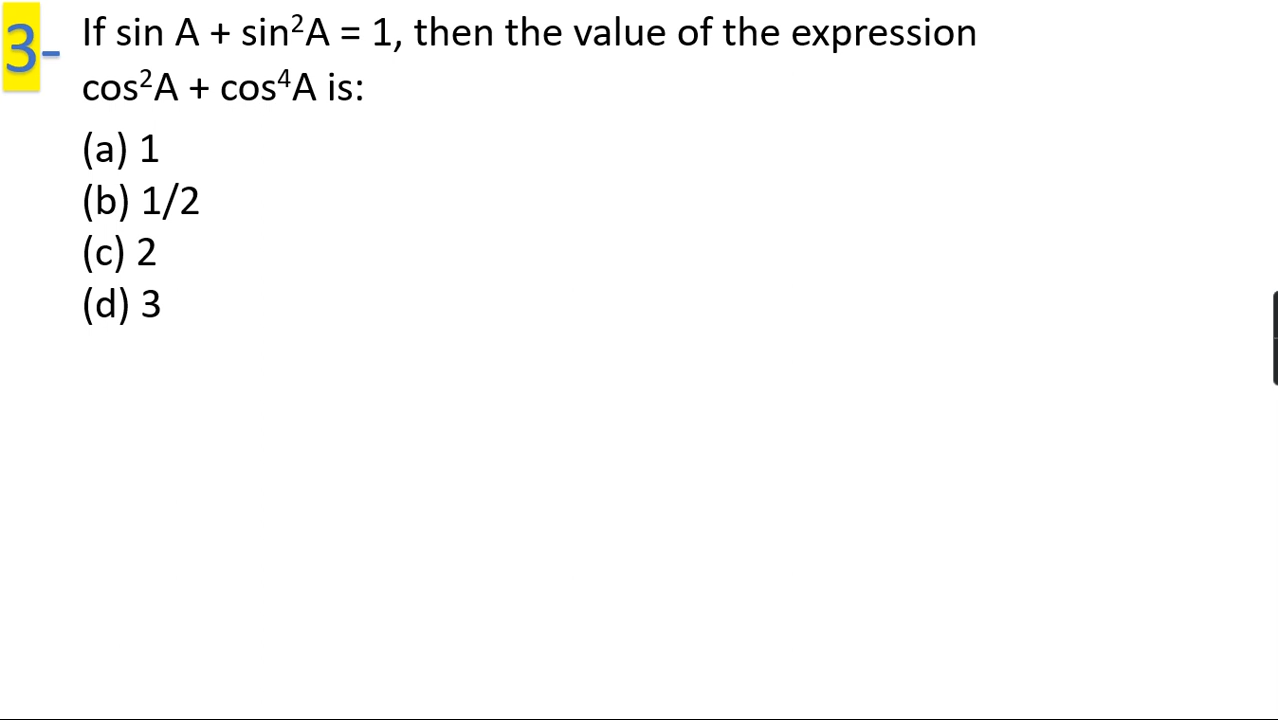 3- If sin A + sin²A = 1, then the value of the expression
cos²A + cos⁴A is:
(a) 1
(b) 1/2
(c) 2
(d) 3